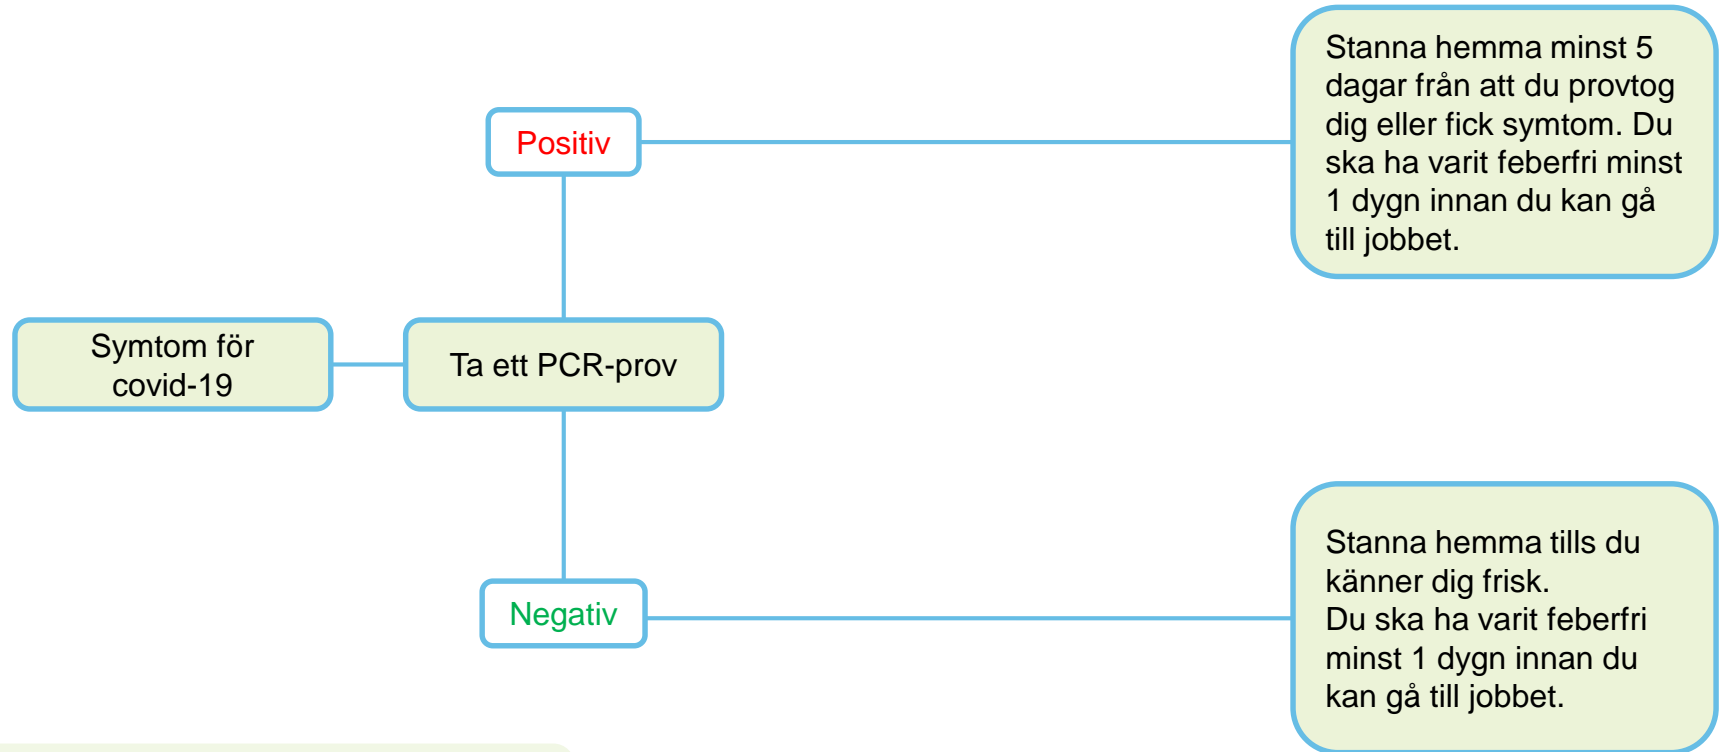 Symtom för
covid-19
Ta ett PCR-prov
Positiv
Stanna hemma minst 5
dagar från att du provtog
dig eller fick symtom. Du
ska ha varit feberfri minst
1 dygn innan du kan gå
till jobbet.
Negativ
Stanna hemma tills du
känner dig frisk.
Du ska ha varit feberfri
minst 1 dygn innan du
kan gå till jobbet.